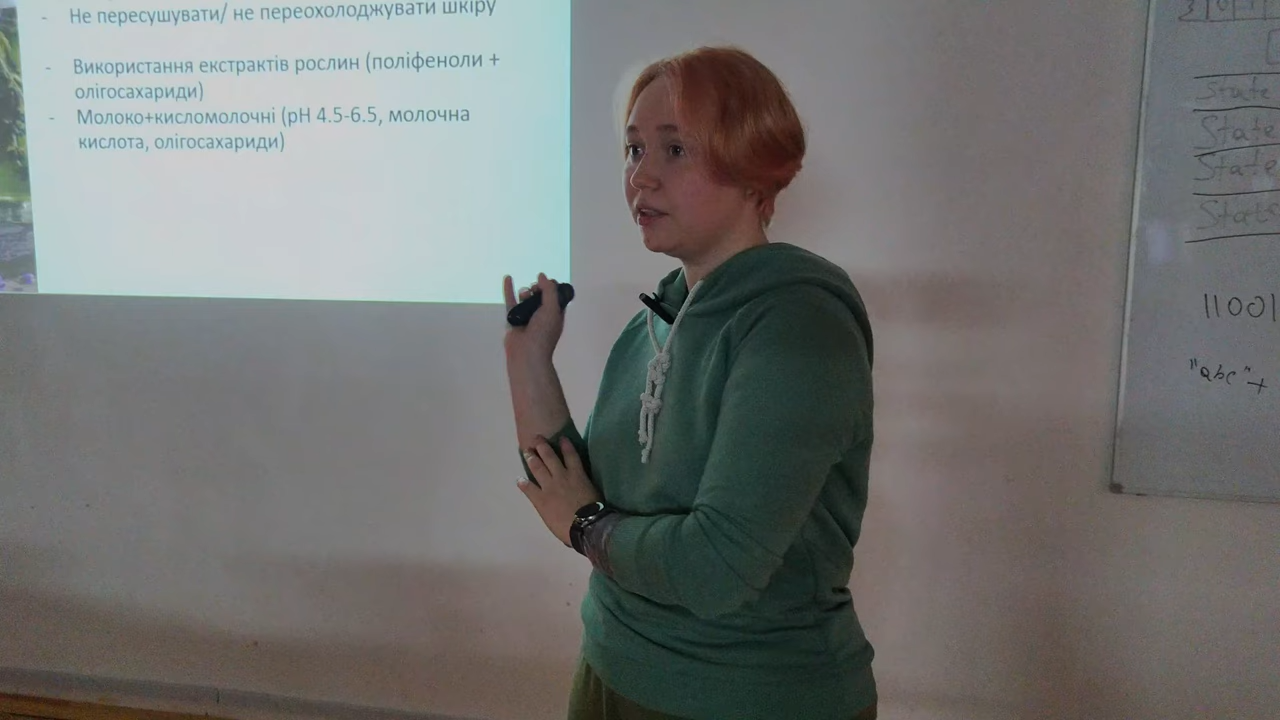 - Не пересушувати/ не переохолоджувати шкіру
- Використання екстрактів рослин (поліфеноли +
олігосахариди)
- Молоко+кисломолочні (pH 4.5-6.5, молочна
кислота, олігосахариди)
State
State
State
State
11001
"abc"+